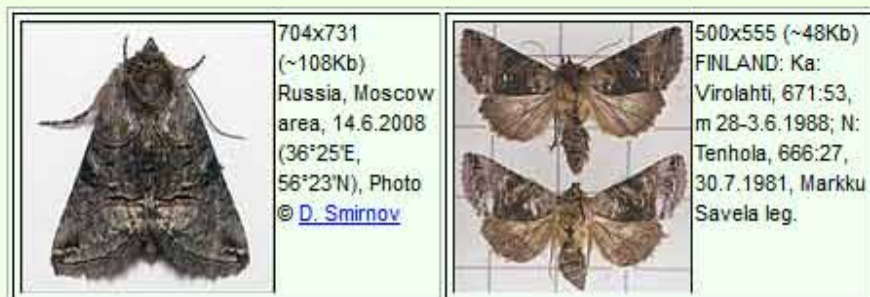 704x731
(~108Kb)
Russia, Moscow
area, 14.6.2008
(36°25'E,
56°23'N), Photo
© D. Smirnov
500x555 (~48Kb)
FINLAND: Ka:
Virolahti, 671:53,
m 28-3.6.1988; N:
Tenhola, 666:27,
30.7.1981, Markku
Savela leg.